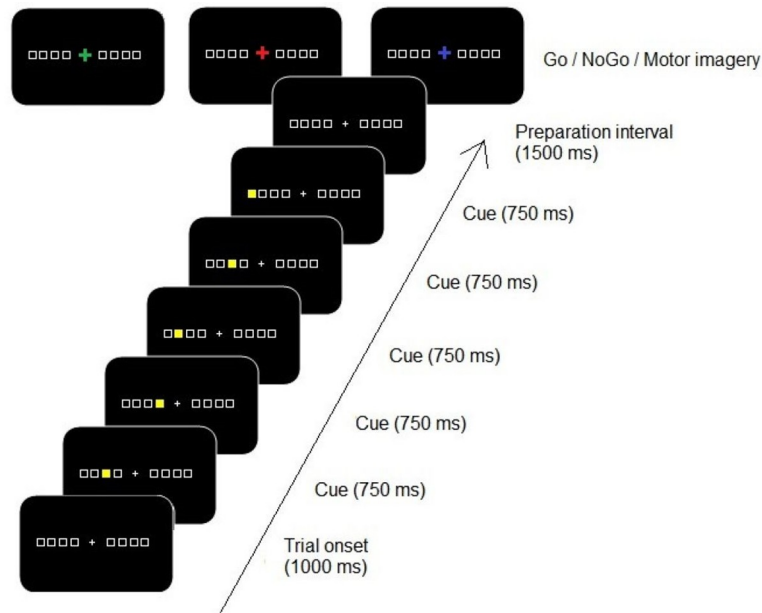 Go / NoGo / Motor imagery
Preparation interval
(1500 ms)
Cue (750 ms)
Cue (750 ms)
Cue (750 ms)
Cue (750 ms)
Cue (750 ms)
Trial onset
(1000 ms)